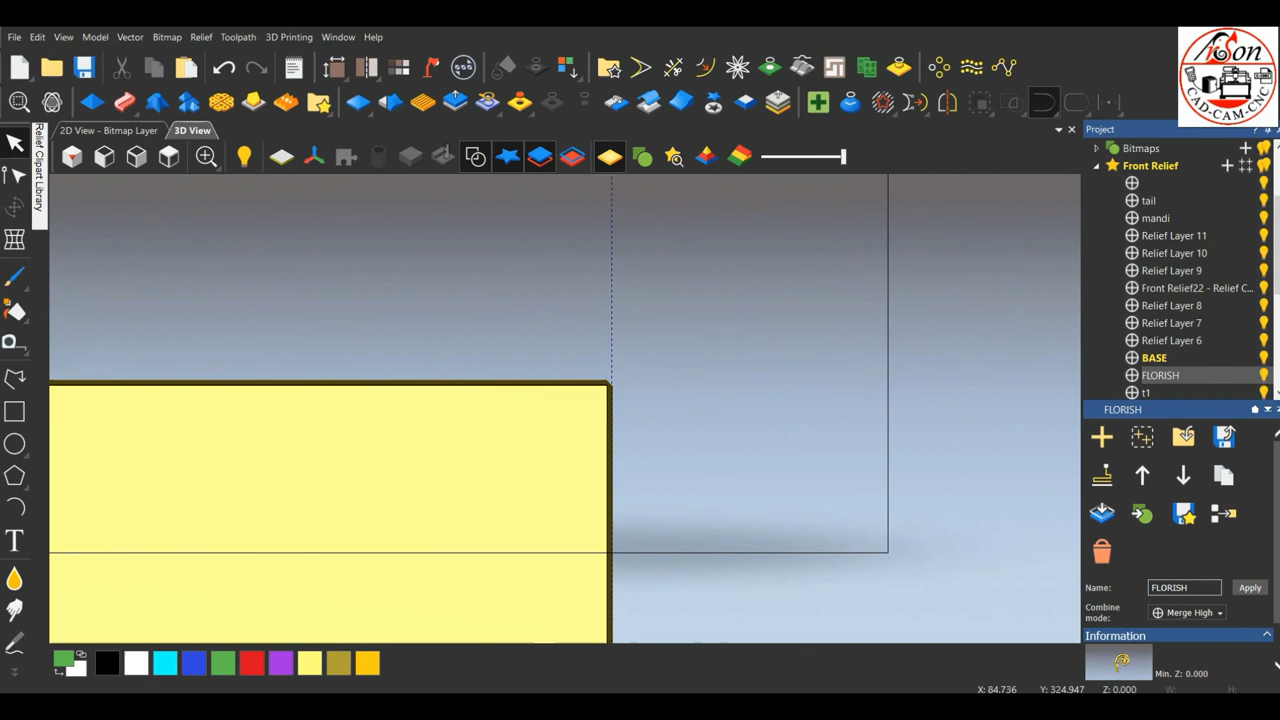 File Edit View Model Vector Bitmap Relief Toolpath 3D Printing Window Help
ArSon
CAD-CAM-CNC
2D View - Bitmap Layer 3D View
Project
Relief Clipart Library
Bitmaps
Front Relief
tail
mandi
Relief Layer 11
Relief Layer 10
Relief Layer 9
Front Relief22 - Relief C...
Relief Layer 8
Relief Layer 7
Relief Layer 6
BASE
FLORISH
t1
FLORISH
Name: FLORISH Apply
Combine mode: Merge High
Information
Min. Z: 0.000
X: 84.736 Y: 324.947 Z: 0.000 W: H: